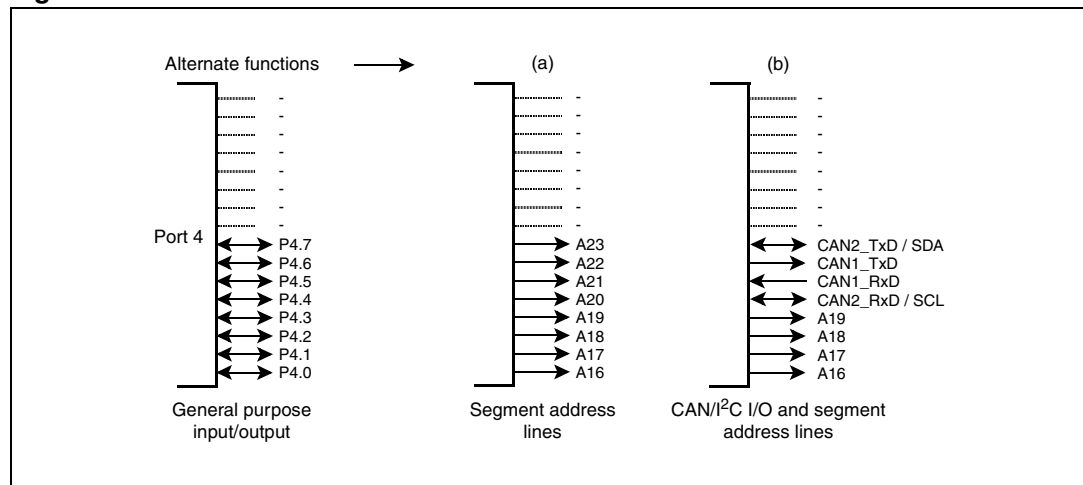 Alternate functions
(a)
(b)
- - -
- - -
- - -
- - -
- - -
- - -
- - -
- - -
Port 4
P4.7 A23 CAN2_TxD / SDA
P4.6 A22 CAN1_TxD
P4.5 A21 CAN1_RxD
P4.4 A20 CAN2_RxD / SCL
P4.3 A19 A19
P4.2 A18 A18
P4.1 A17 A17
P4.0 A16 A16
General purpose
input/output
Segment address
lines
CAN/I²C I/O and segment
address lines